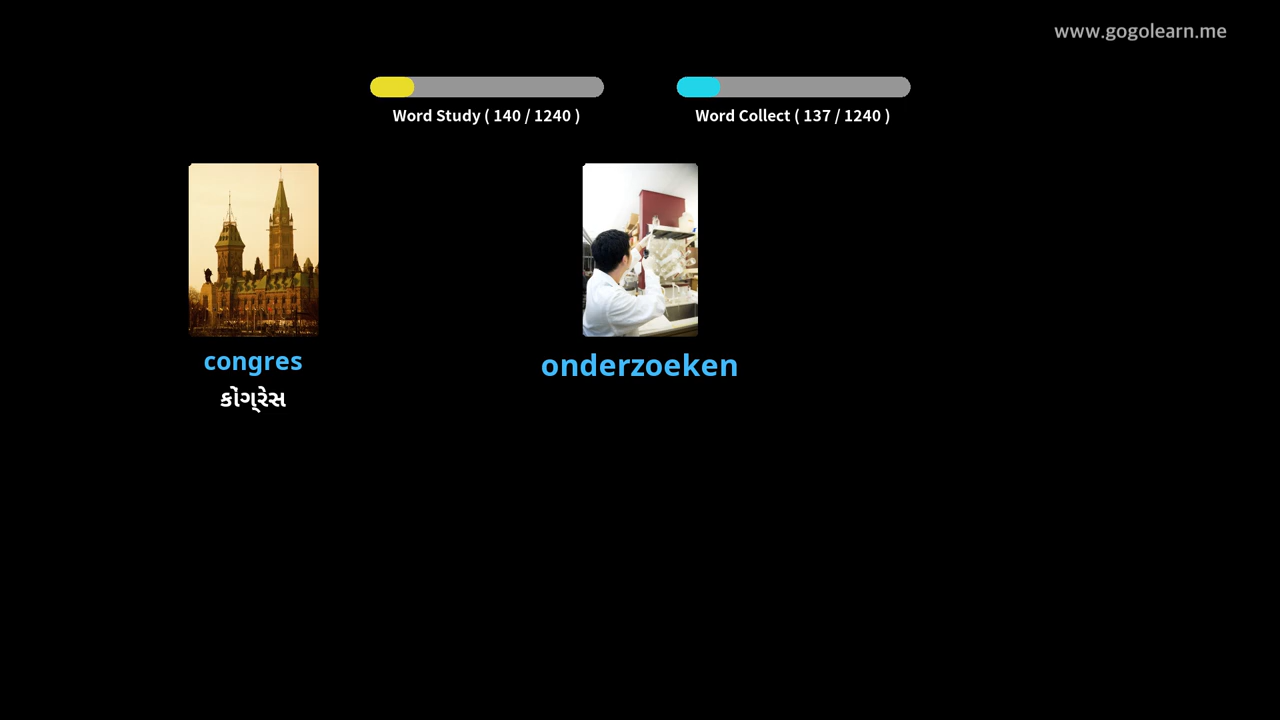 www.gogolearn.me
Word Study ( 140 / 1240 )
Word Collect ( 137 / 1240 )
congres
કોંગ્રેસ
onderzoeken